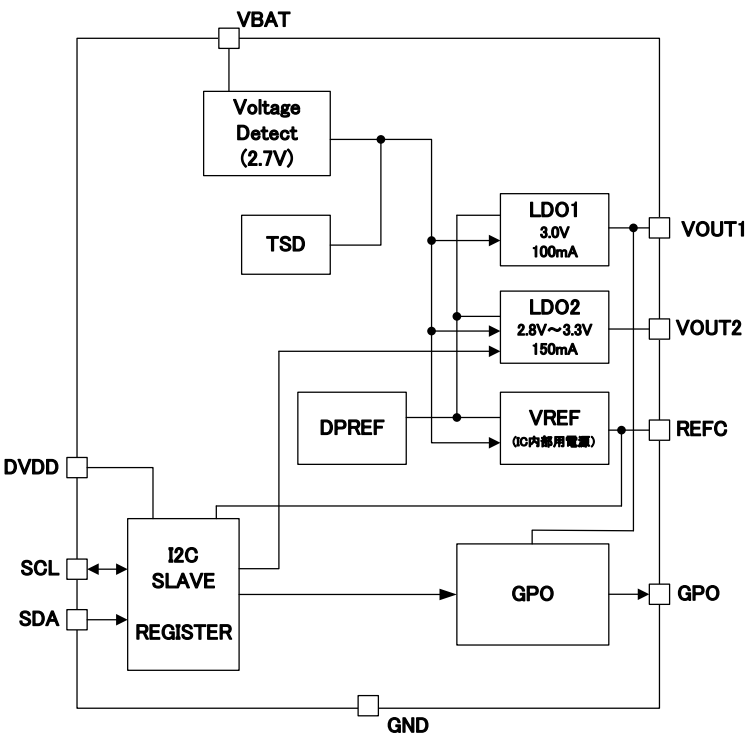 VBAT
Voltage
Detect
(2.7V)
TSD
LDO1
3.0V
100mA
VOUT1
LDO2
2.8V～3.3V
150mA
VOUT2
DPREF
VREF
(IC内部用電源)
REFC
DVDD
I2C
SLAVE
REGISTER
SCL
SDA
GPO
GPO
GND